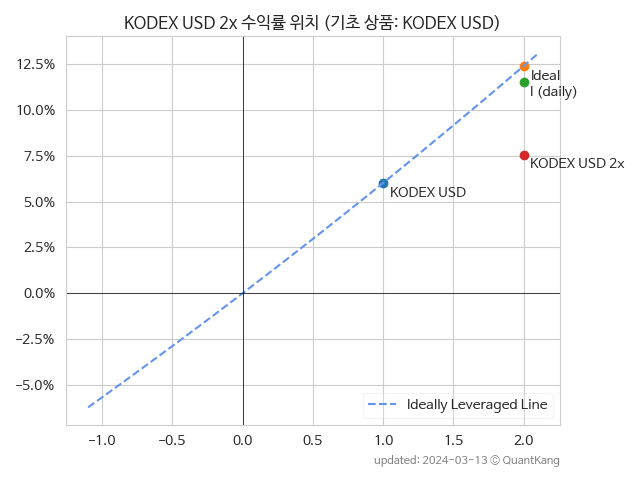 KODEX USD 2x 수익률 위치 (기초 상품: KODEX USD)
12.5%
10.0%
7.5%
5.0%
2.5%
0.0%
−2.5%
−5.0%
Ideal
l (daily)
KODEX USD 2x
KODEX USD
Ideally Leveraged Line
−1.0 −0.5 0.0 0.5 1.0 1.5 2.0
updated: 2024-03-13 © QuantKang